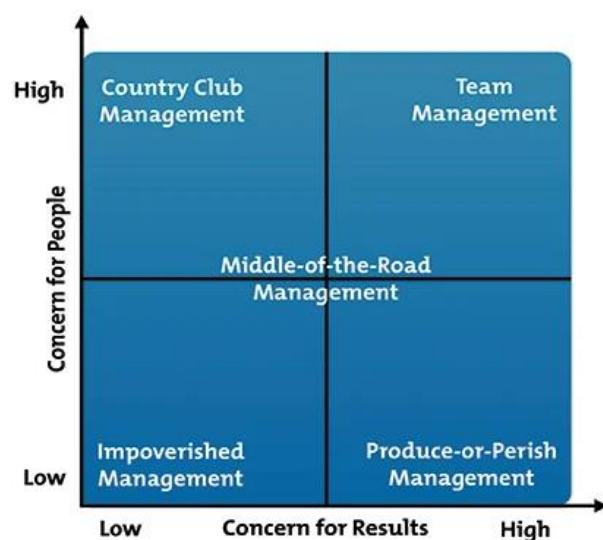 High
Country Club
Management
Team
Management
Concern for People
Middle-of-the-Road
Management
Impoverished
Management
Produce-or-Perish
Management
Low
Low
Concern for Results
High